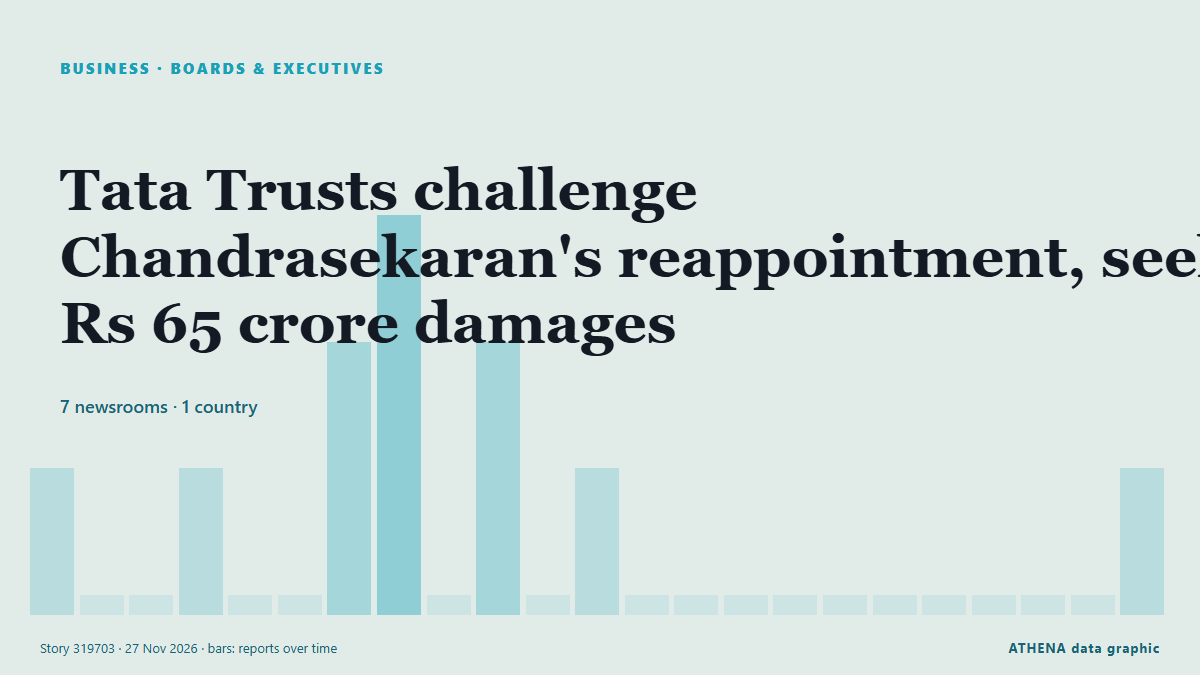 BUSINESS · BOARDS & EXECUTIVES
Tata Trusts challenge
Chandrasekaran's reappointment,
Rs 65 crore damages
7 newsrooms · 1 country
Story 319703 · 27 Nov 2026 · bars: reports over time
ATHENA data graphic